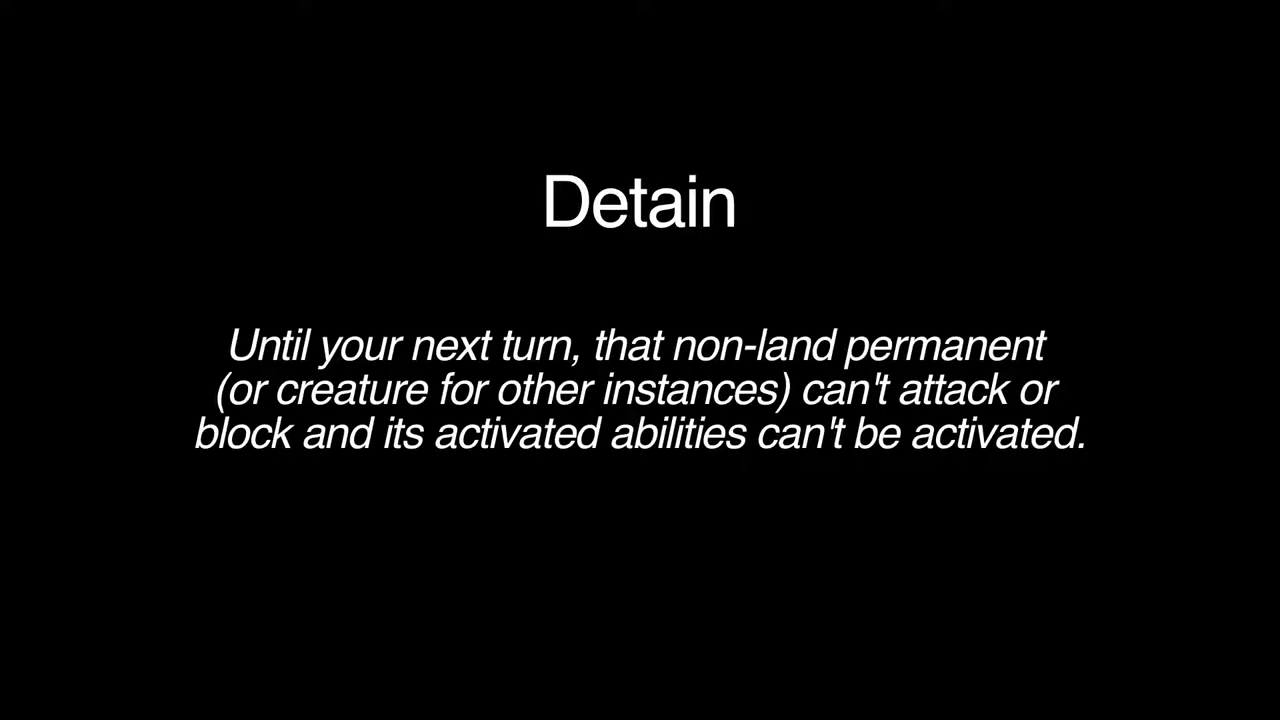 Detain
Until your next turn, that non-land permanent
(or creature for other instances) can't attack or
block and its activated abilities can't be activated.